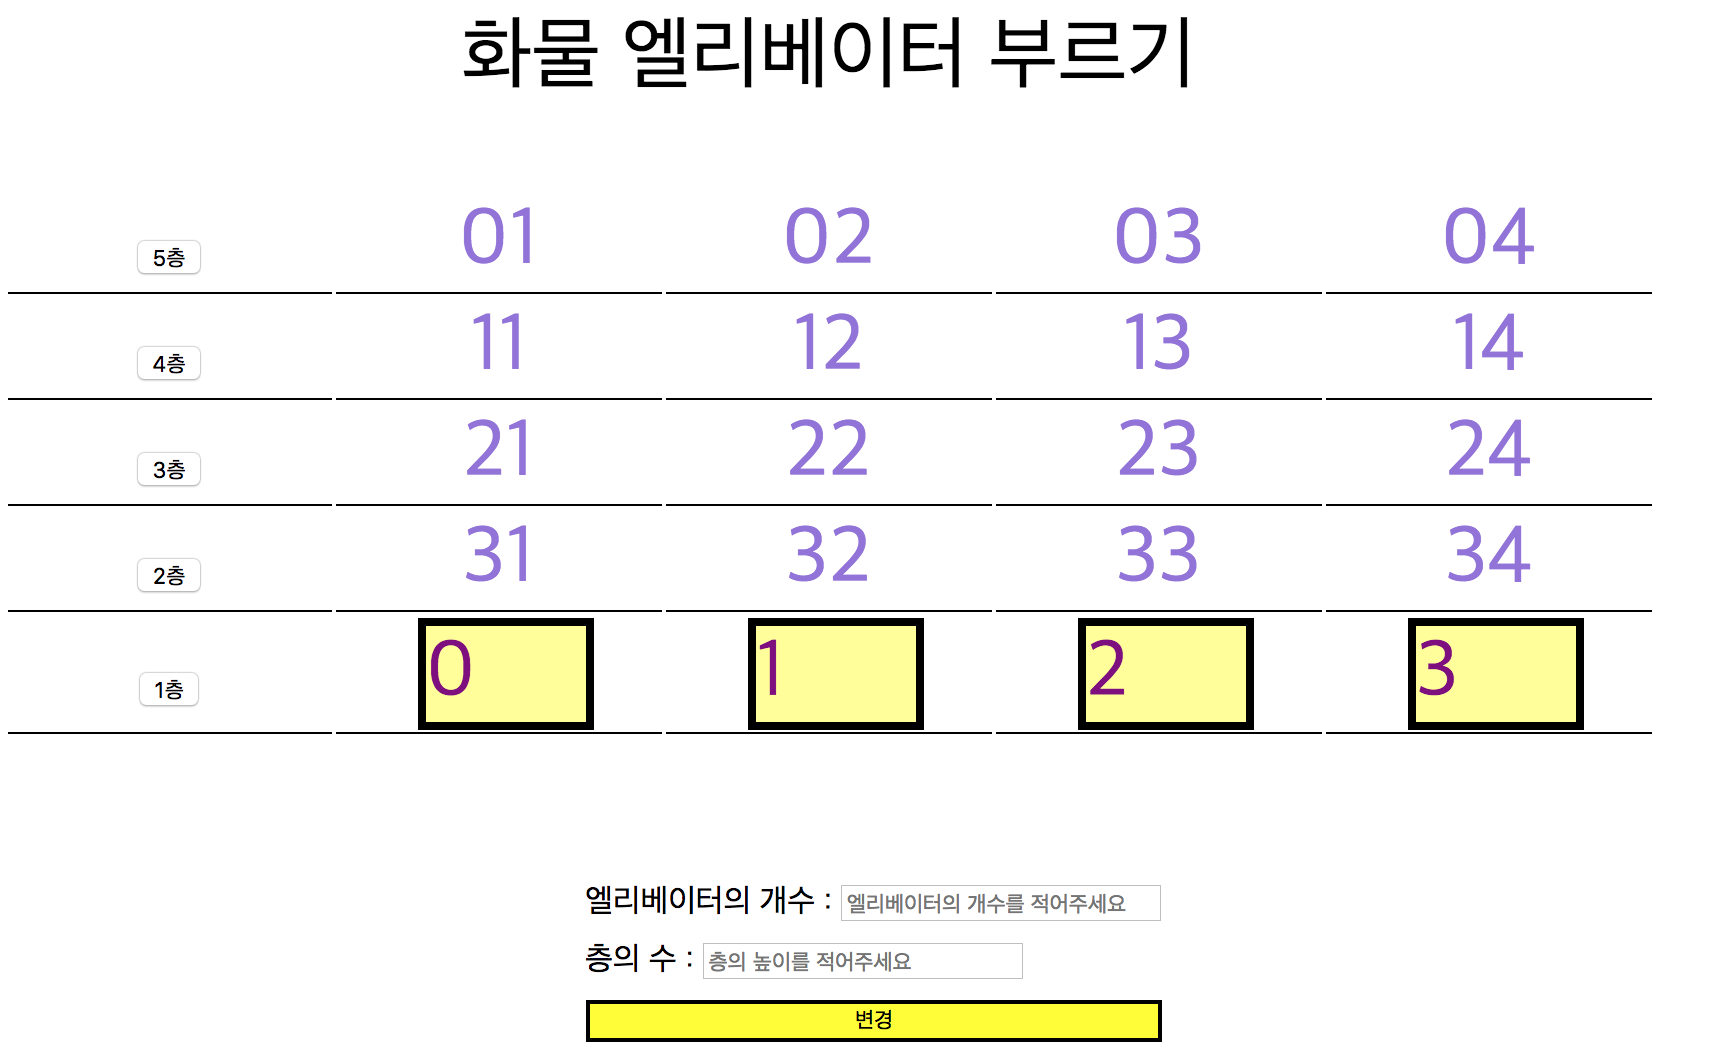 화물 엘리베이터 부르기
5층 01 02 03 04
4층 11 12 13 14
3층 21 22 23 24
2층 31 32 33 34
1층 0 1 2 3
엘리베이터의 개수 : 엘리베이터의 개수를 적어주세요
층의 수 : 층의 높이를 적어주세요
변경